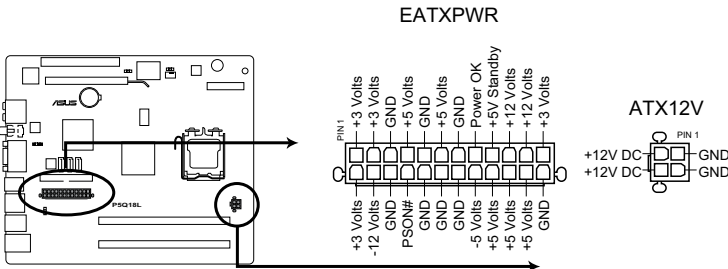 EATXPWR
PIN 1
+3 Volts
+3 Volts
GND
+5 Volts
GND
+5 Volts
GND
Power OK
+5V Standby
+12 Volts
+12 Volts
+3 Volts
+3 Volts
-12 Volts
GND
PSON#
GND
GND
GND
-5 Volts
+5 Volts
+5 Volts
+5 Volts
GND
ATX12V
PIN 1
+12V DC
GND
+12V DC
GND
/SUS
P5Q18L